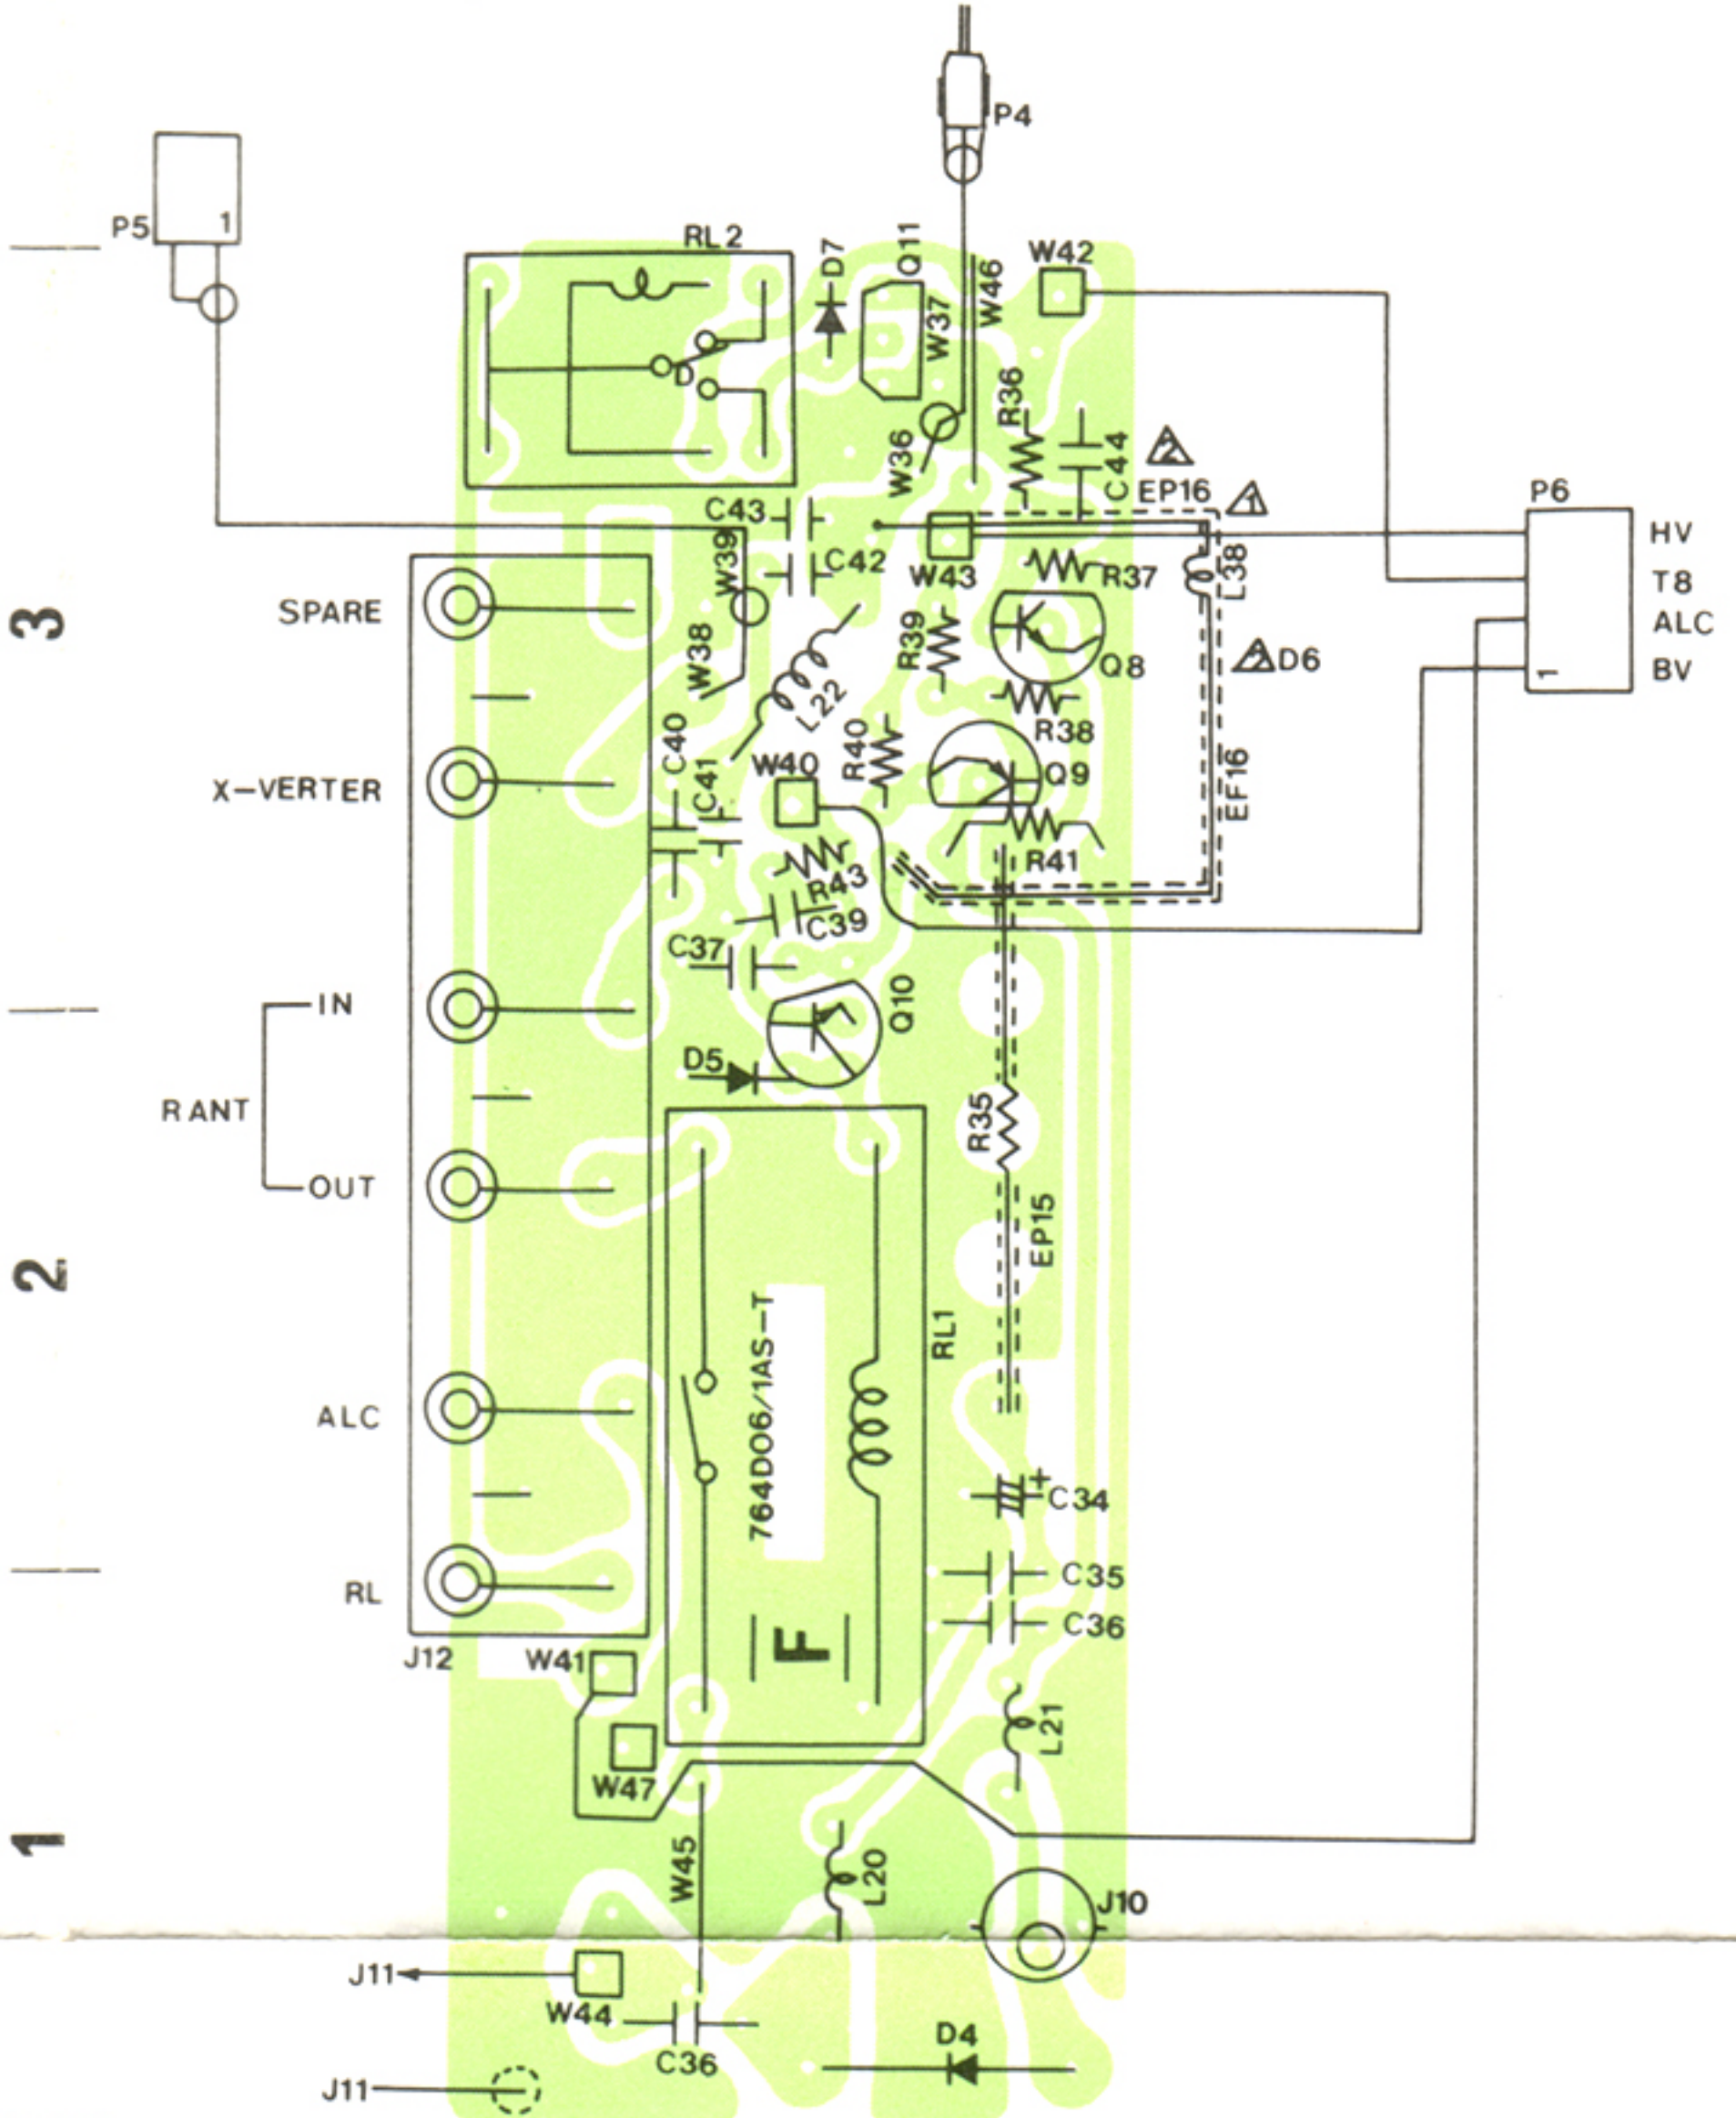 P4
P5
1
RL2
D7
Q11
W37
W46
W42
D
R36
W36
C44
2
EP16
1
P6
C43
HV
W39
C42
W43
R37
L38
T8
3
SPARE
ALC
R39
Q8
2
D6
W38
1
BV
L22
C40
R40
R38
W40
Q9
X-VERTER
C41
EF16
R41
R43
C39
C37
IN
Q10
D5
R ANT
R35
OUT
EP15
2
764D06/1AS-T
RL1
ALC
C34
+
C35
RL
C36
F
J12
W41
L21
W47
1
W45
L20
J10
J11
W44
C36
D4
J11